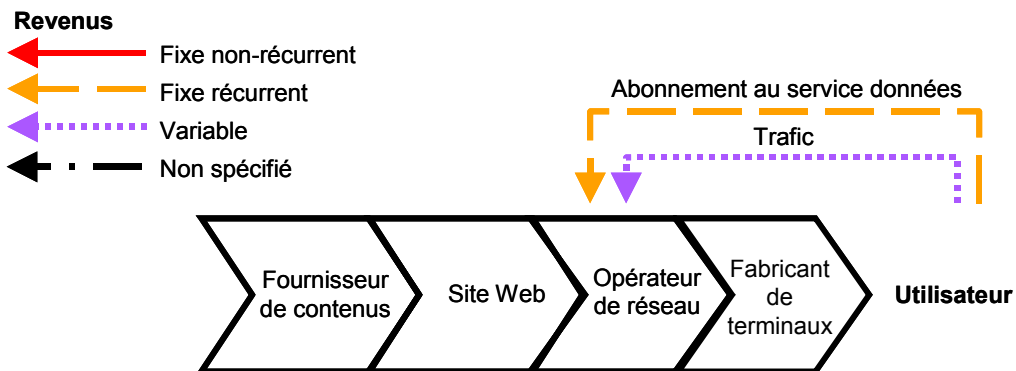 Revenus
Fixe non-récurrent
Fixe récurrent
Variable
Non spécifié
Abonnement au service données
Trafic
Fournisseur
de contenus
Site Web
Opérateur
de réseau
Fabricant
de
terminaux
Utilisateur